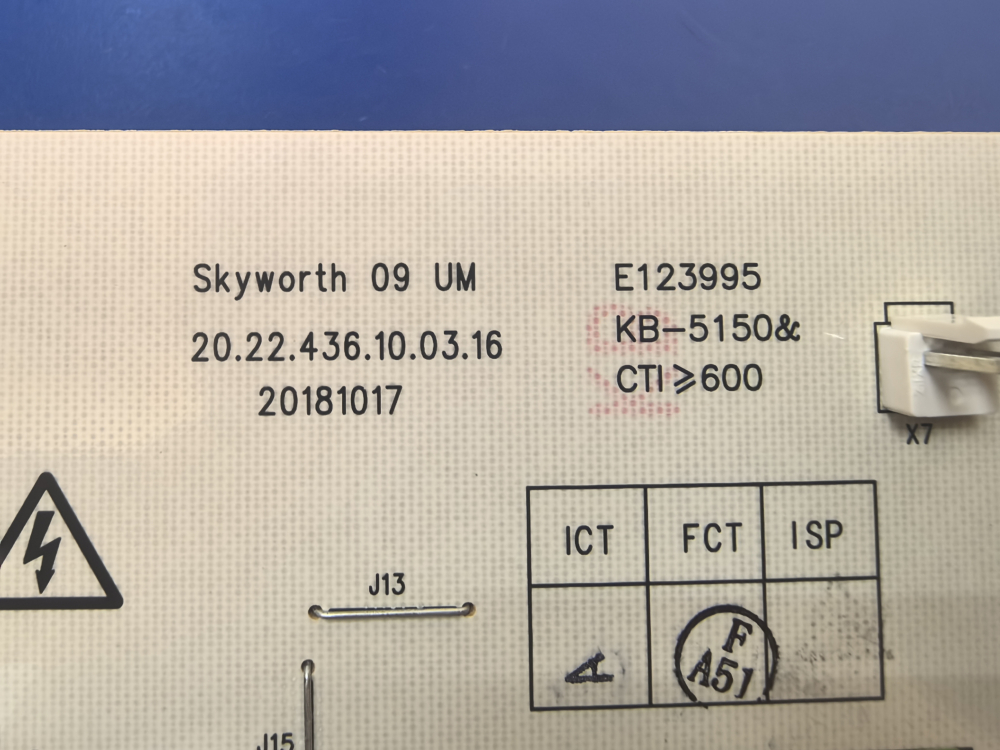 Skyworth 09 UM
20.22.436.10.03.16
20181017
E123995
KB-5150&
CTI⩾600
X7
ICT FCT ISP
A
F
A51
J13
J15